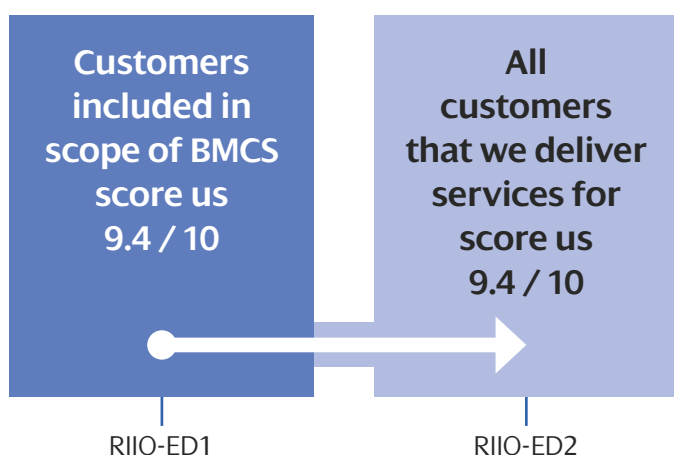 Customers
included in
scope of BMCS
score us
9.4 / 10
All
customers
that we deliver
services for
score us
9.4 / 10
RIIO-ED1
RIIO-ED2